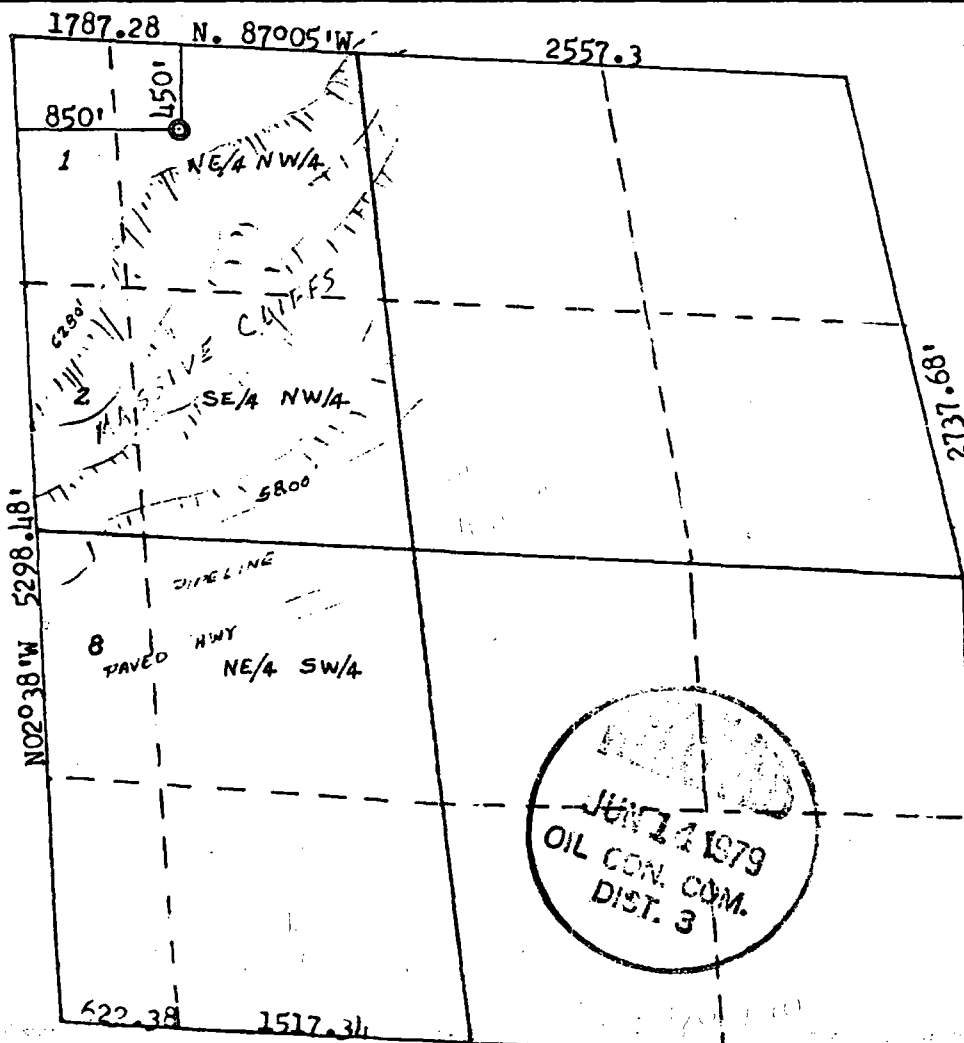 1787.28 N. 87°05'W 2557.3
450'
850'
1
NE/4 NW/4
6280'
MASSIVE CLIFFS
2
SE/4 NW/4
5800'
2737.68'
N02°38'W 5298.48'
PIPELINE
8
PAVED HWY
NE/4 SW/4
JUN 14 1979
OIL CON. COM.
DIST. 3
622.38 1517.34